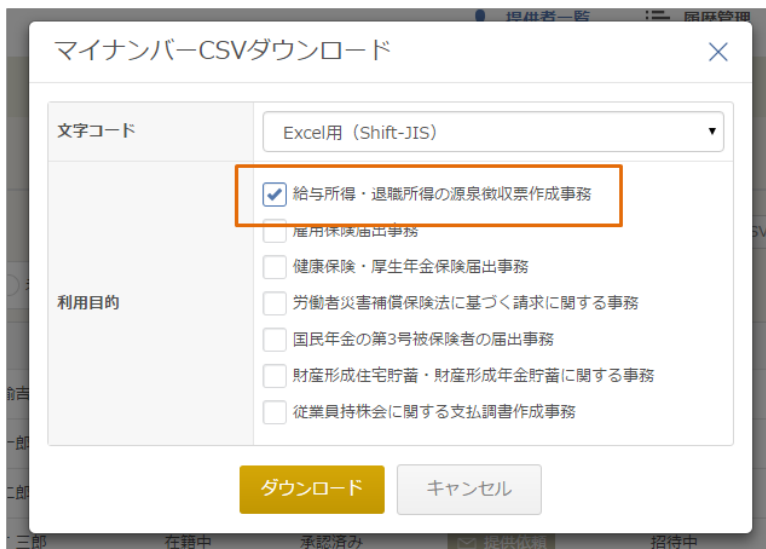 提供者一覧 履歴管理
マイナンバーCSVダウンロード
文字コード
Excel用（Shift-JIS）
給与所得・退職所得の源泉徴収票作成事務
雇用保険届出事務
健康保険・厚生年金保険届出事務
利用目的
労働者災害補償保険法に基づく請求に関する事務
国民年金の第3号被保険者の届出事務
財産形成住宅貯蓄・財産形成年金貯蓄に関する事務
従業員持株会に関する支払調書作成事務
ダウンロード
キャンセル
三郎 在籍中 承認済み 提供依頼 招待中